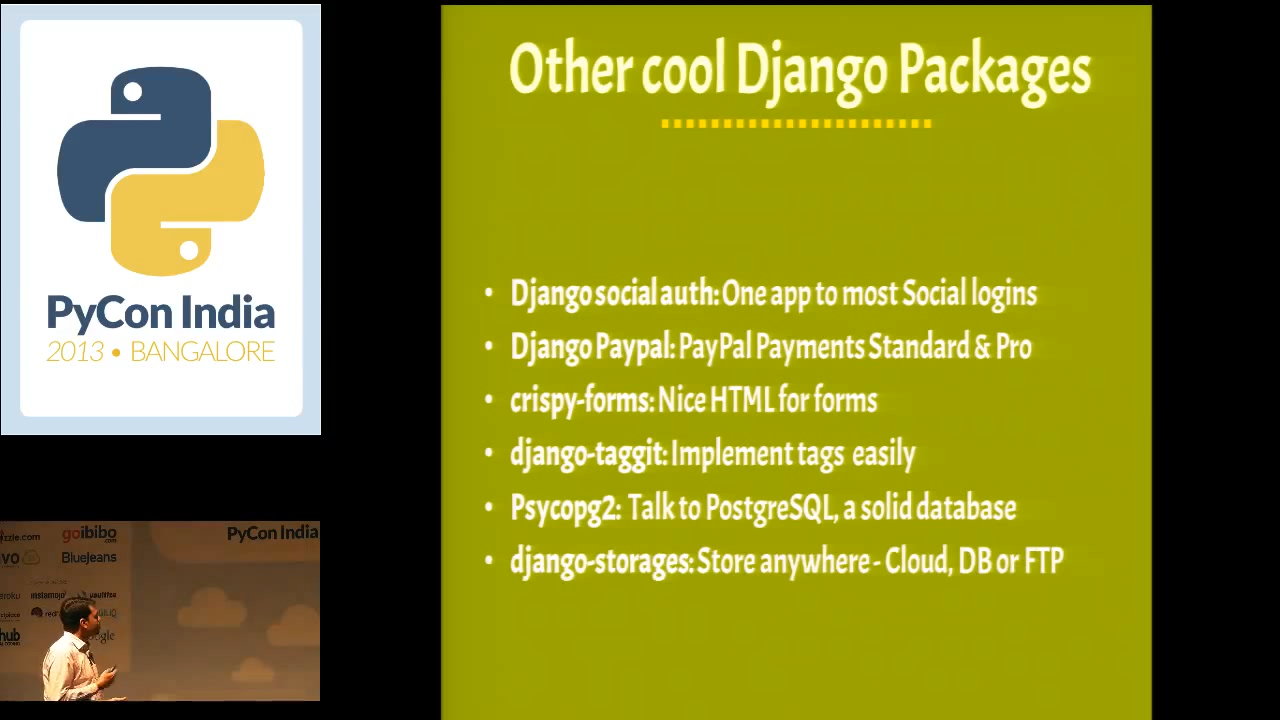 Other cool Django Packages
• Django social auth: One app to most Social logins
• Django Paypal: PayPal Payments Standard & Pro
• crispy-forms: Nice HTML for forms
• django-taggit: Implement tags easily
• Psycopg2: Talk to PostgreSQL, a solid database
• django-storages: Store anywhere - Cloud, DB or FTP
PyCon India
2013 • BANGALORE
goibibo
PyCon India
BlueJeans
instamojo